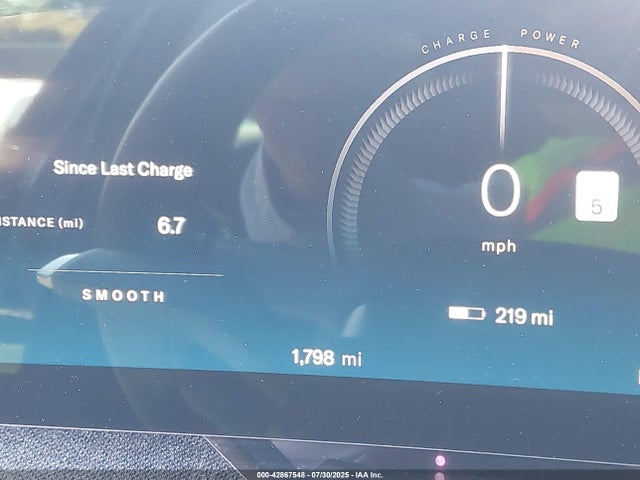 CHARGE POWER
Since Last Charge
ISTANCE (mi) 6.7
0
5
mph
SMOOTH
219 mi
1,798 mi
000-42867548 - 07/30/2025 - IAA Inc.